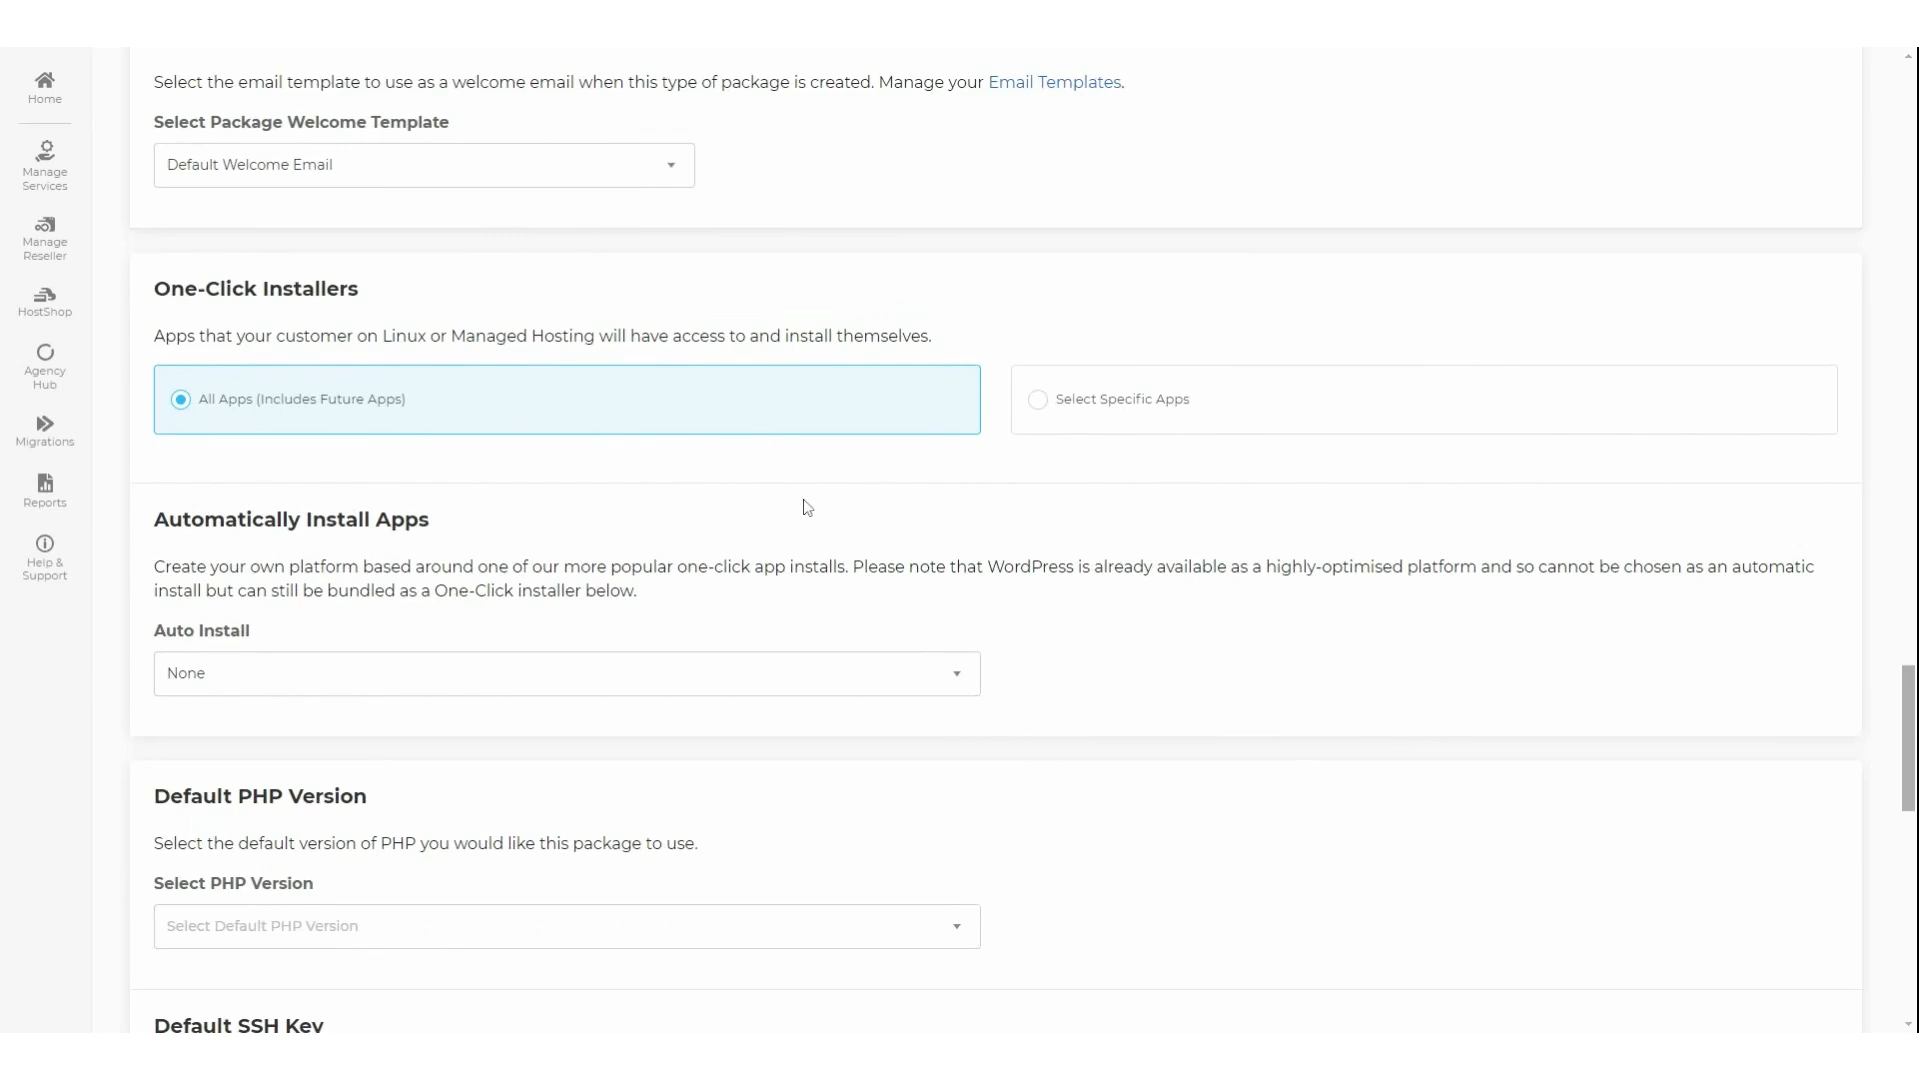 Home
Manage
Services
Manage
Reseller
HostShop
Agency
Hub
Migrations
Reports
Help &
Support
Select the email template to use as a welcome email when this type of package is created. Manage your Email Templates.
Select Package Welcome Template
Default Welcome Email
One-Click Installers
Apps that your customer on Linux or Managed Hosting will have access to and install themselves.
All Apps (Includes Future Apps)
Select Specific Apps
Automatically Install Apps
Create your own platform based around one of our more popular one-click app installs. Please note that WordPress is already available as a highly-optimised platform and so cannot be chosen as an automatic
install but can still be bundled as a One-Click installer below.
Auto Install
None
Default PHP Version
Select the default version of PHP you would like this package to use.
Select PHP Version
Select Default PHP Version
Default SSH Key